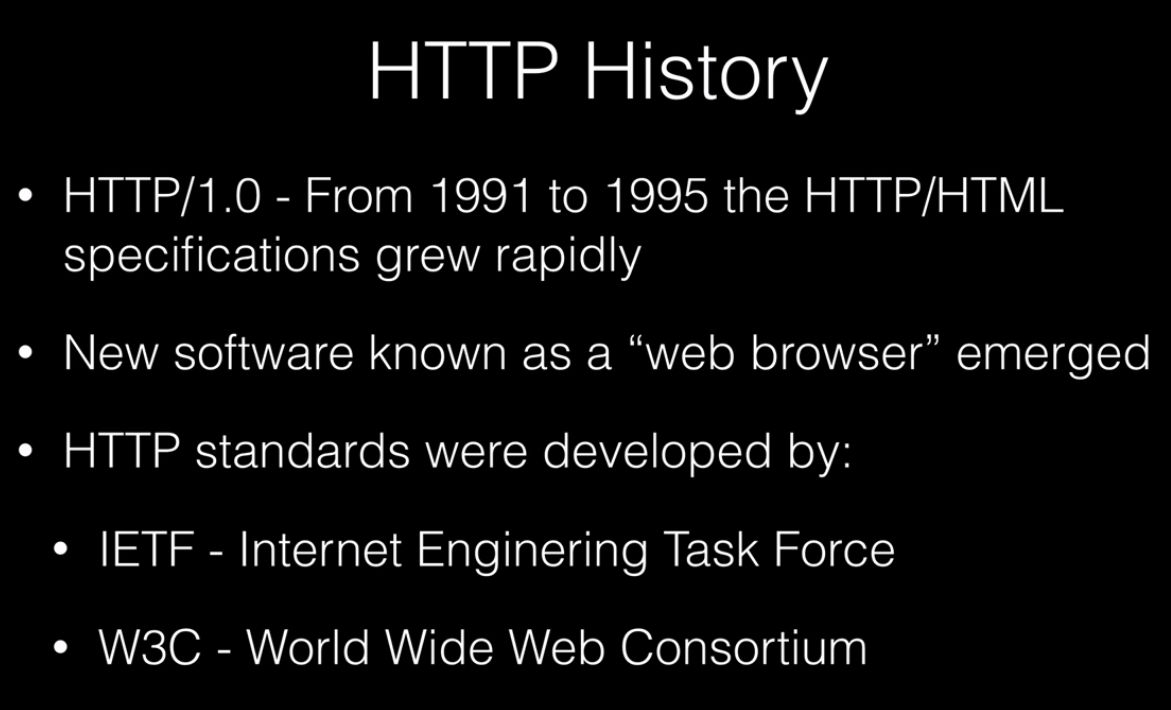 HTTP History
• HTTP/1.0 - From 1991 to 1995 the HTTP/HTML
specifications grew rapidly
• New software known as a “web browser” emerged
• HTTP standards were developed by:
• IETF - Internet Enginering Task Force
• W3C - World Wide Web Consortium